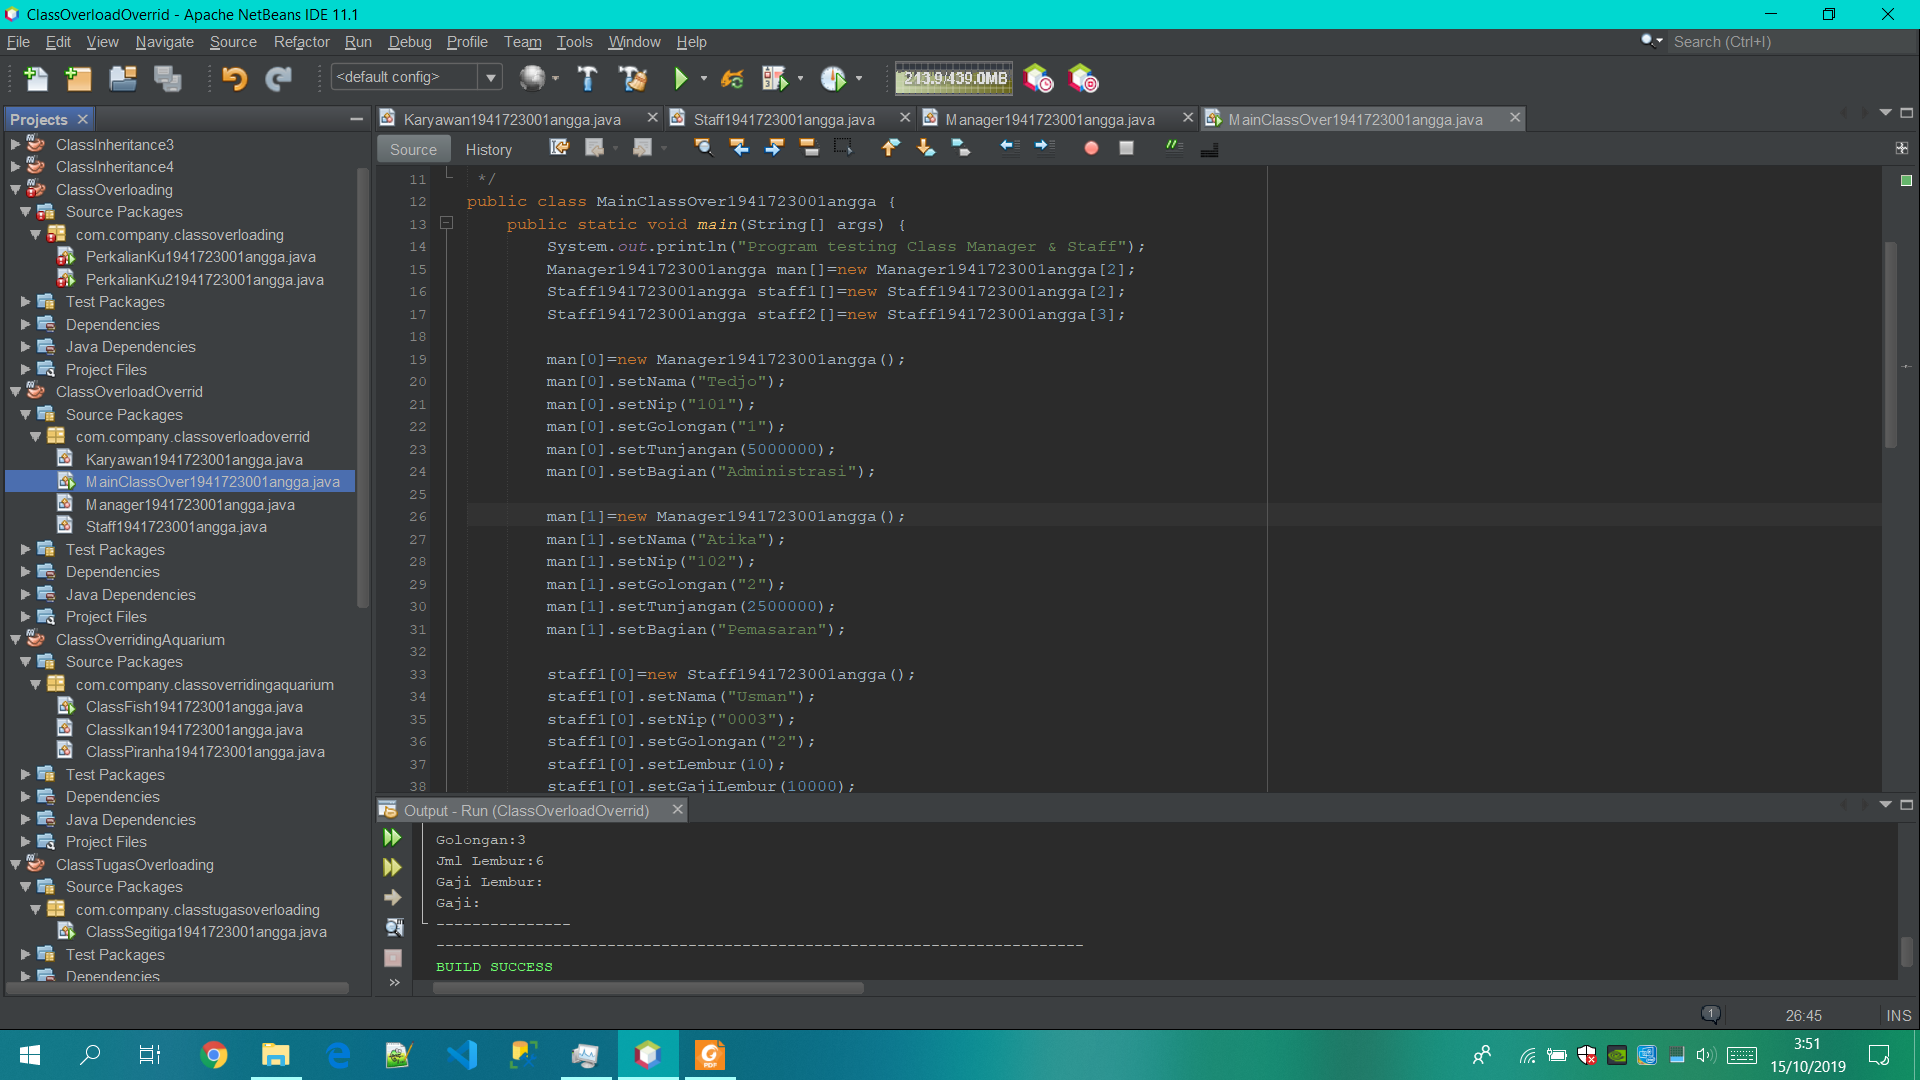 ClassOverloadOverrid - Apache NetBeans IDE 11.1
File Edit View Navigate Source Refactor Run Debug Profile Team Tools Window Help
Search (Ctrl+I)
<default config>
213.9/439.0MB
Projects
ClassInheritance3
ClassInheritance4
ClassOverloading
Source Packages
com.company.classoverloading
PerkalianKu1941723001angga.java
PerkalianKu21941723001angga.java
Test Packages
Dependencies
Java Dependencies
Project Files
ClassOverloadOverrid
Source Packages
com.company.classoverloadoverrid
Karyawan1941723001angga.java
MainClassOver1941723001angga.java
Manager1941723001angga.java
Staff1941723001angga.java
Test Packages
Dependencies
Java Dependencies
Project Files
ClassOverridingAquarium
Source Packages
com.company.classoverridingaquarium
ClassFish1941723001angga.java
ClassIkan1941723001angga.java
ClassPiranha1941723001angga.java
Test Packages
Dependencies
Java Dependencies
Project Files
ClassTugasOverloading
Source Packages
com.company.classtugasoverloading
ClassSegitiga1941723001angga.java
Test Packages
Dependencies
Karyawan1941723001angga.java
Staff1941723001angga.java
Manager1941723001angga.java
MainClassOver1941723001angga.java
Source History
11 */
12 public class MainClassOver1941723001angga {
13 public static void main(String[] args) {
14 System.out.println("Program testing Class Manager & Staff");
15 Manager1941723001angga man[]=new Manager1941723001angga[2];
16 Staff1941723001angga staff1[]=new Staff1941723001angga[2];
17 Staff1941723001angga staff2[]=new Staff1941723001angga[3];
18
19 man[0]=new Manager1941723001angga();
20 man[0].setNama("Tedjo");
21 man[0].setNip("101");
22 man[0].setGolongan("1");
23 man[0].setTunjangan(5000000);
24 man[0].setBagian("Administrasi");
25
26 man[1]=new Manager1941723001angga();
27 man[1].setNama("Atika");
28 man[1].setNip("102");
29 man[1].setGolongan("2");
30 man[1].setTunjangan(2500000);
31 man[1].setBagian("Pemasaran");
32
33 staff1[0]=new Staff1941723001angga();
34 staff1[0].setNama("Usman");
35 staff1[0].setNip("0003");
36 staff1[0].setGolongan("2");
37 staff1[0].setLembur(10);
38 staff1[0].setGajiLembur(10000);
Output - Run (ClassOverloadOverrid)
Golongan:3
Jml Lembur:6
Gaji Lembur:
Gaji:
---------------
------------------------------------------------------------------------
BUILD SUCCESS
1
26:45
INS
3:51
15/10/2019